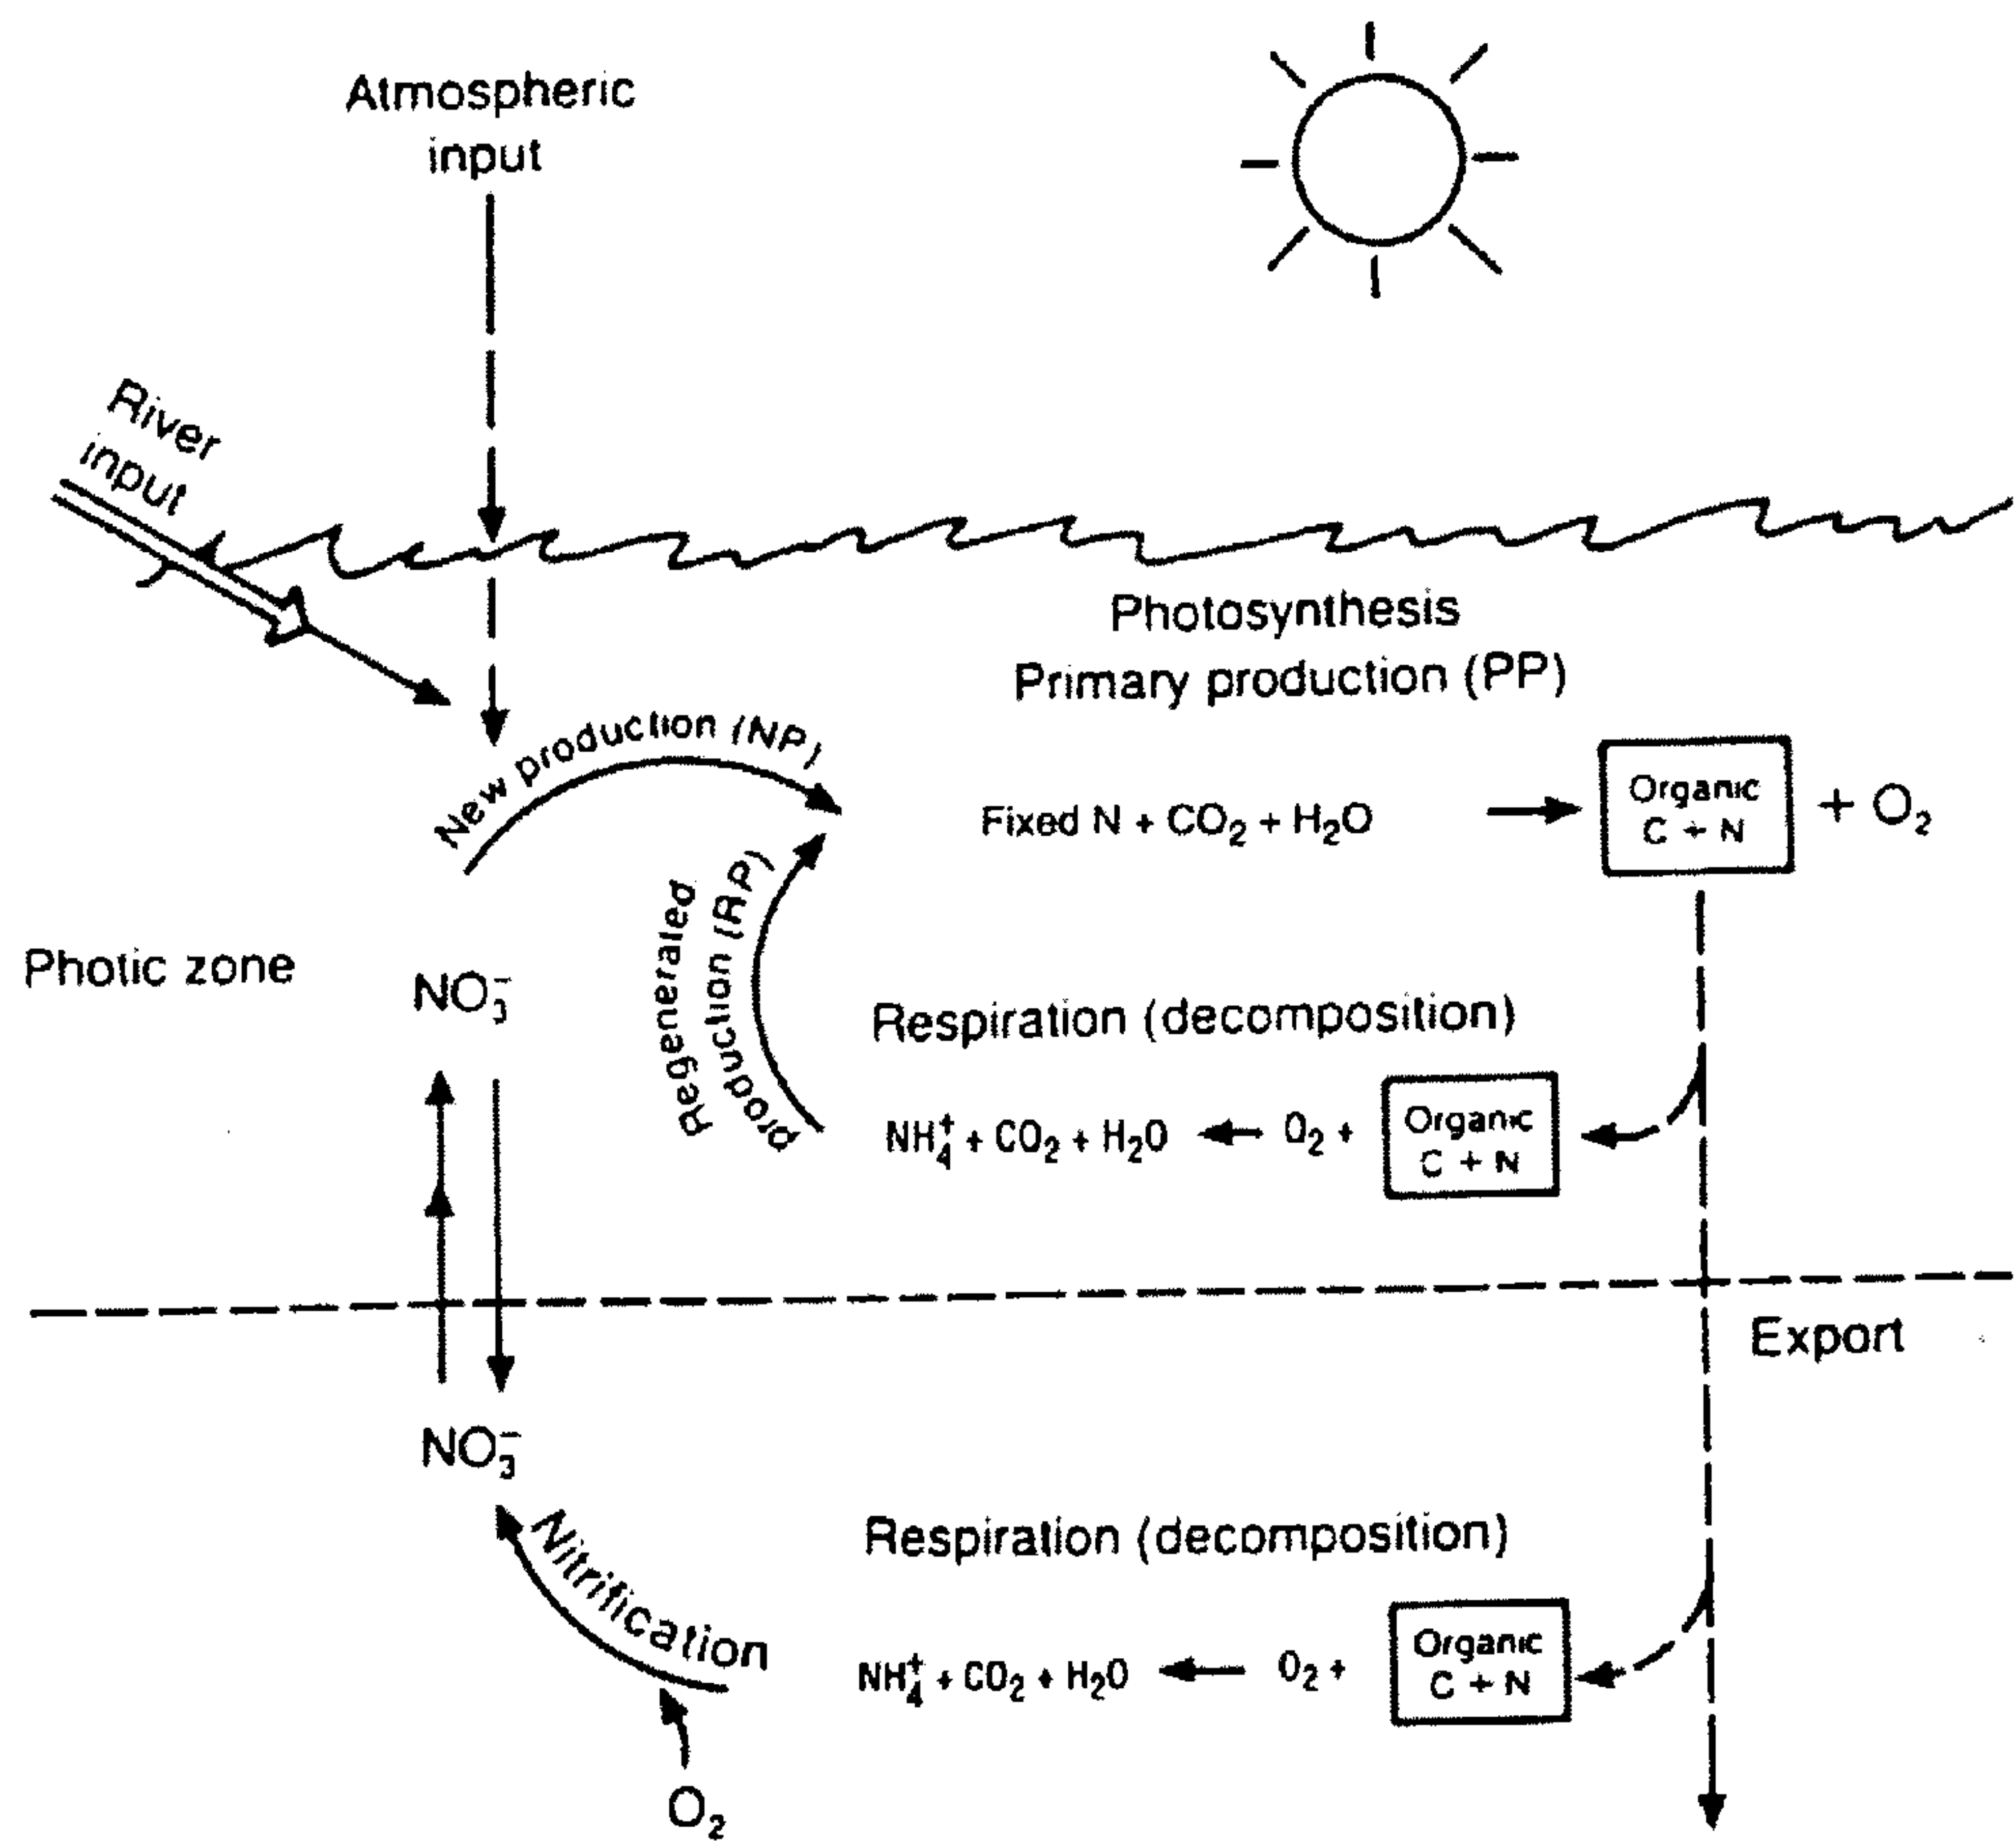 Atmospheric
input
River
input
Photosynthesis
Primary production (PP)
New production (NP)
Fixed N + CO₂ + H₂O
Organic
C + N
+ O₂
Regenerated
production (RP)
Photic zone
NO₃⁻
Respiration (decomposition)
NH₄⁺ + CO₂ + H₂O
O₂ +
Organic
C + N
Export
NO₃⁻
Nitrification
Respiration (decomposition)
NH₄⁺ + CO₂ + H₂O
O₂ +
Organic
C + N
O₂